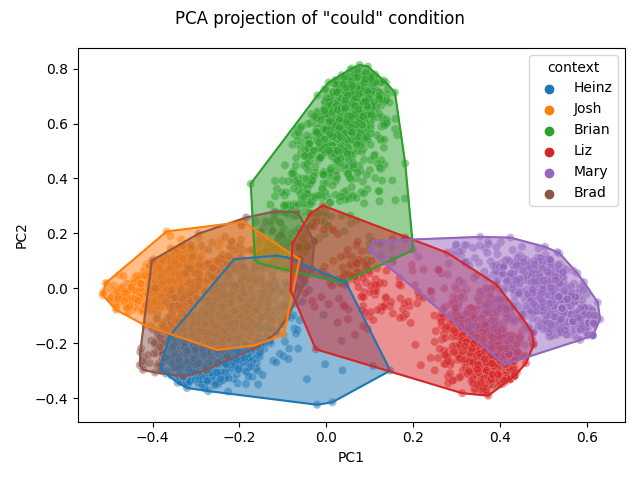 PCA projection of "could" condition
context
Heinz
Josh
Brian
Liz
Mary
Brad
PC2
0.8
0.6
0.4
0.2
0.0
−0.2
−0.4
−0.4
−0.2
0.0
0.2
0.4
0.6
PC1